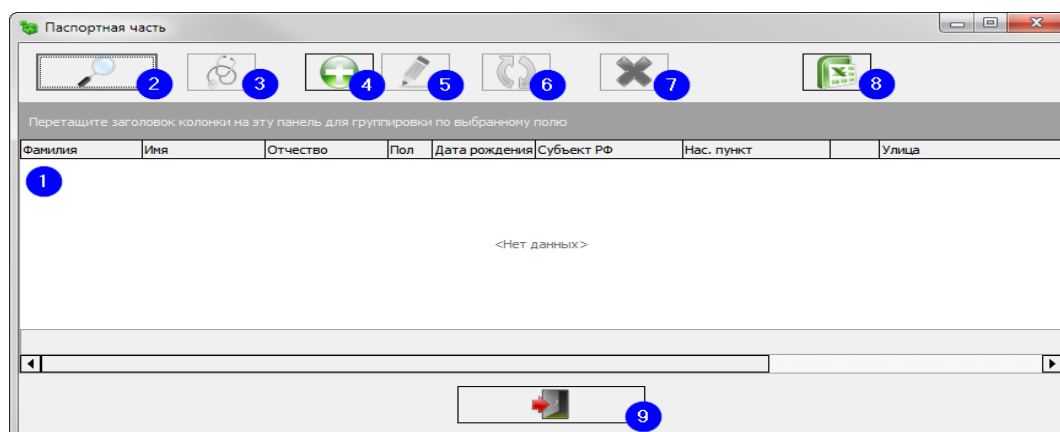 Паспортная часть
2 3 4 5 6 7 8
Перетащите заголовок колонки на эту панель для группировки по выбранному полю
Фамилия Имя Отчество Пол Дата рождения Субъект РФ Нас. пункт Улица
1
<Нет данных>
9